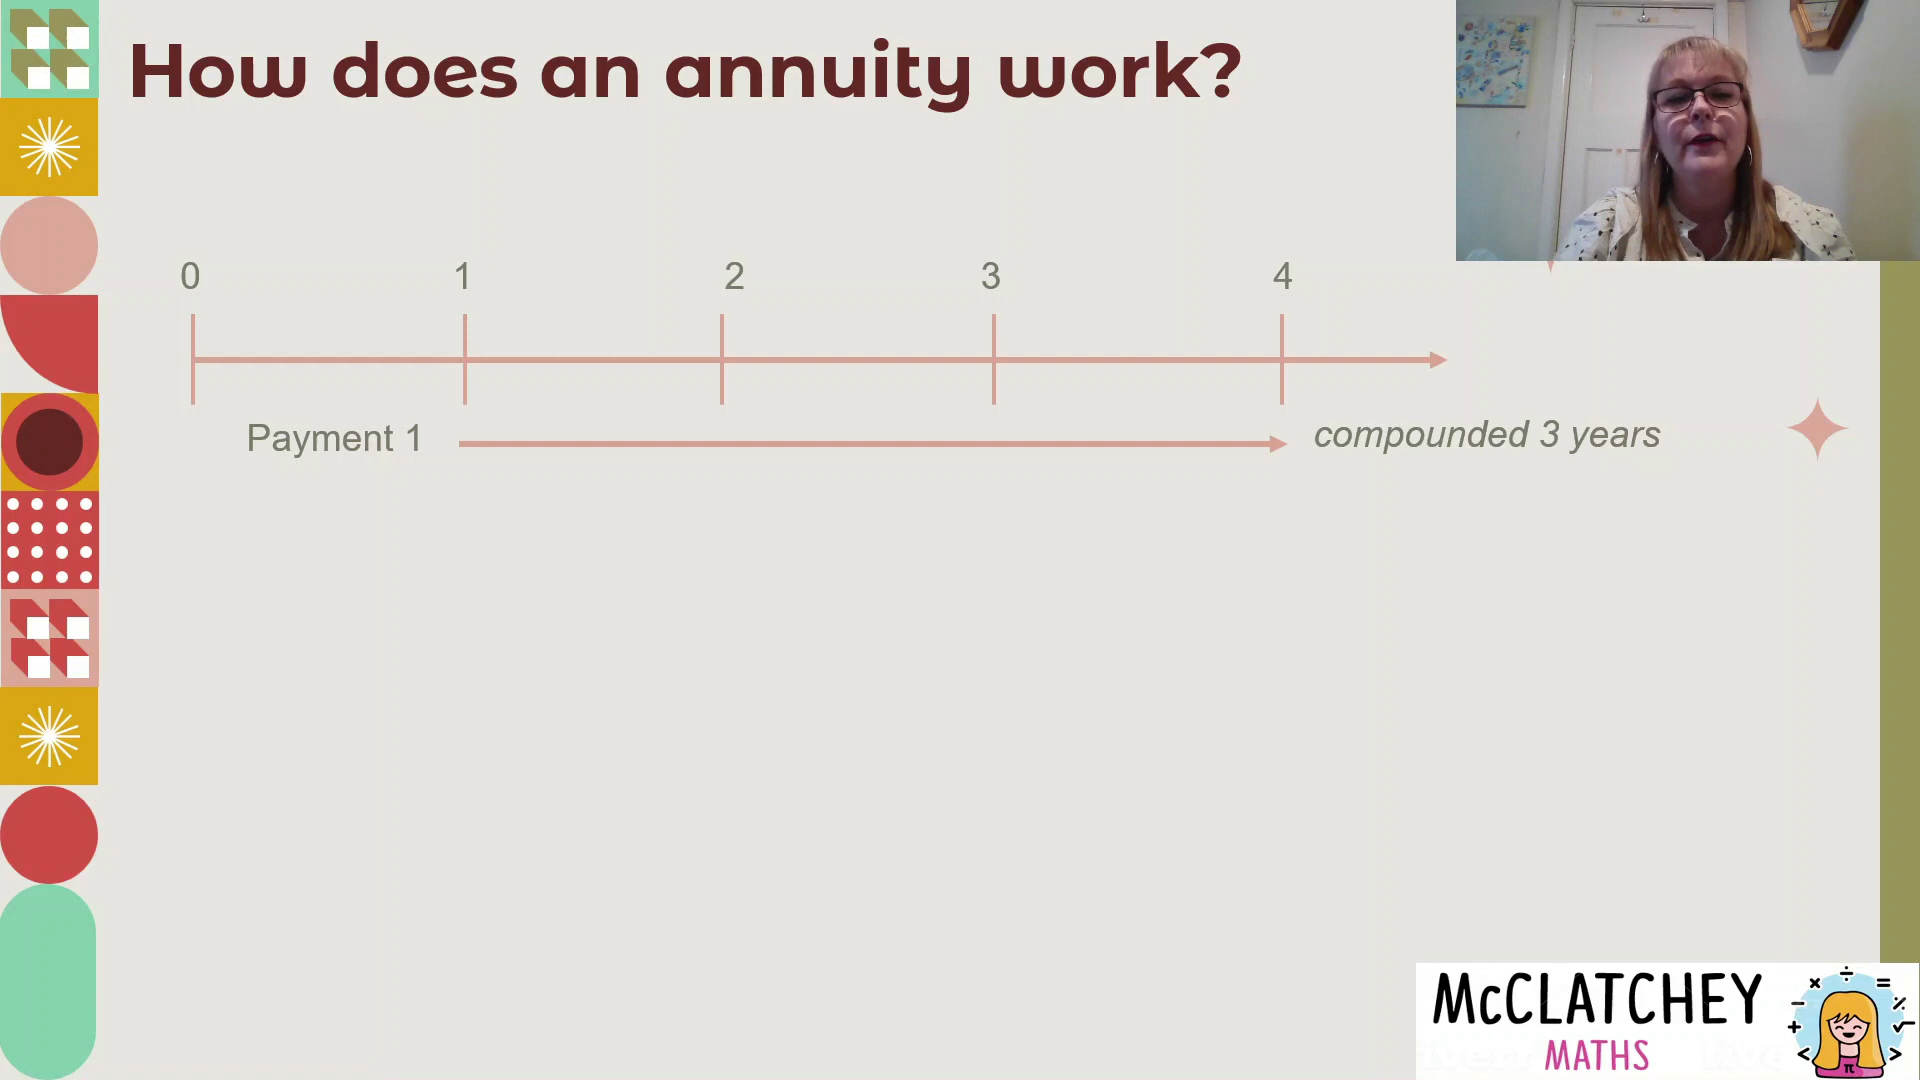 How does an annuity work?
0 1 2 3 4
Payment 1 compounded 3 years
McCLATCHEY
MATHS